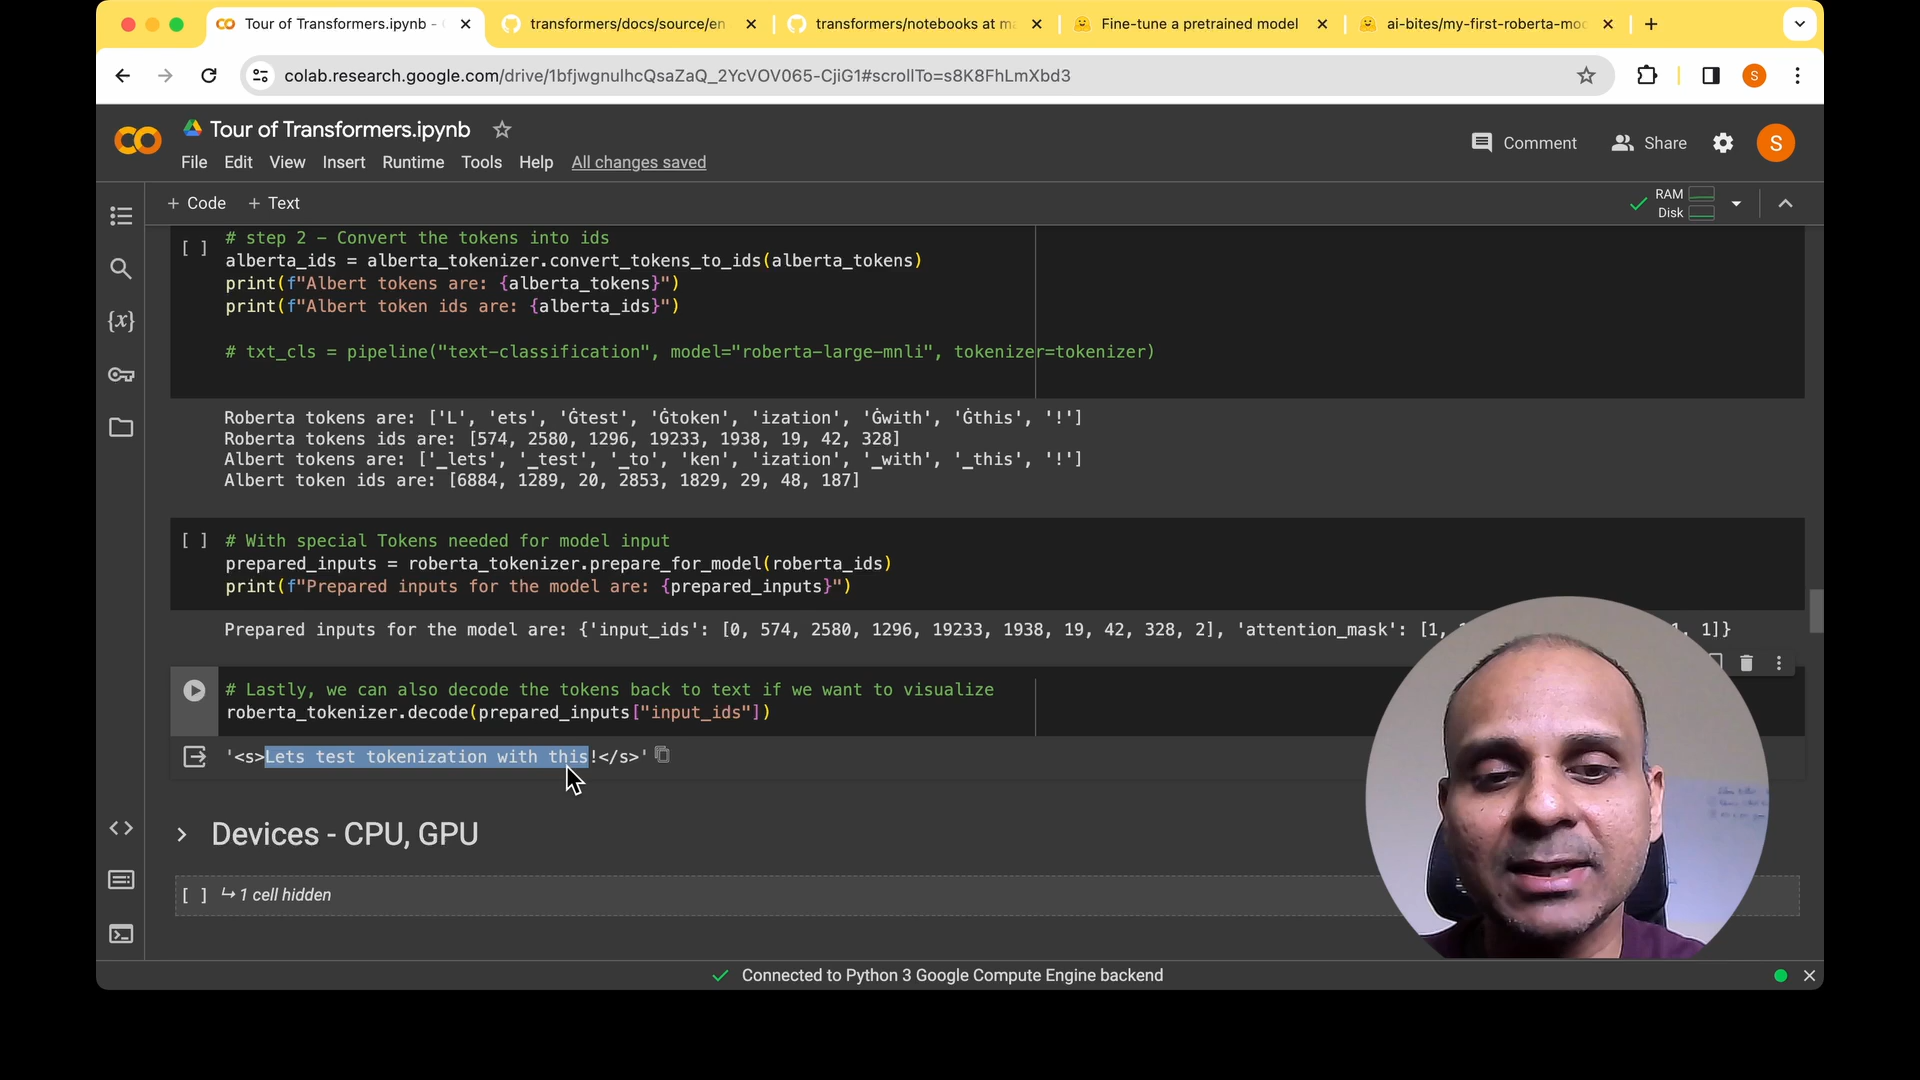 Tour of Transformers.ipynb -
transformers/docs/source/en
transformers/notebooks at ma
Fine-tune a pretrained model
ai-bites/my-first-roberta-mod
colab.research.google.com/drive/1bfjwgnulhcQsaZaQ_2YcVOV065-CjiG1#scrollTo=s8K8FhLmXbd3
S
Tour of Transformers.ipynb
File Edit View Insert Runtime Tools Help All changes saved
Comment
Share
S
+ Code + Text
RAM
Disk
{x}
# step 2 – Convert the tokens into ids
[ ]
alberta_ids = alberta_tokenizer.convert_tokens_to_ids(alberta_tokens)
print(f"Albert tokens are: {alberta_tokens}")
print(f"Albert token ids are: {alberta_ids}")
# txt_cls = pipeline("text-classification", model="roberta-large-mnli", tokenizer=tokenizer)
Roberta tokens are: ['L', 'ets', 'Ġtest', 'Ġtoken', 'ization', 'Ġwith', 'Ġthis', '!']
Roberta tokens ids are: [574, 2580, 1296, 19233, 1938, 19, 42, 328]
Albert tokens are: ['▁lets', '▁test', '▁to', 'ken', 'ization', '▁with', '▁this', '!']
Albert token ids are: [6884, 1289, 20, 2853, 1829, 29, 48, 187]
[ ] # With special Tokens needed for model input
prepared_inputs = roberta_tokenizer.prepare_for_model(roberta_ids)
print(f"Prepared inputs for the model are: {prepared_inputs}")
Prepared inputs for the model are: {'input_ids': [0, 574, 2580, 1296, 19233, 1938, 19, 42, 328, 2], 'attention_mask': [1, 1]}
# Lastly, we can also decode the tokens back to text if we want to visualize
roberta_tokenizer.decode(prepared_inputs["input_ids"])
'<s>Lets test tokenization with this!</s>'
Devices - CPU, GPU
[ ] ↳ 1 cell hidden
Connected to Python 3 Google Compute Engine backend